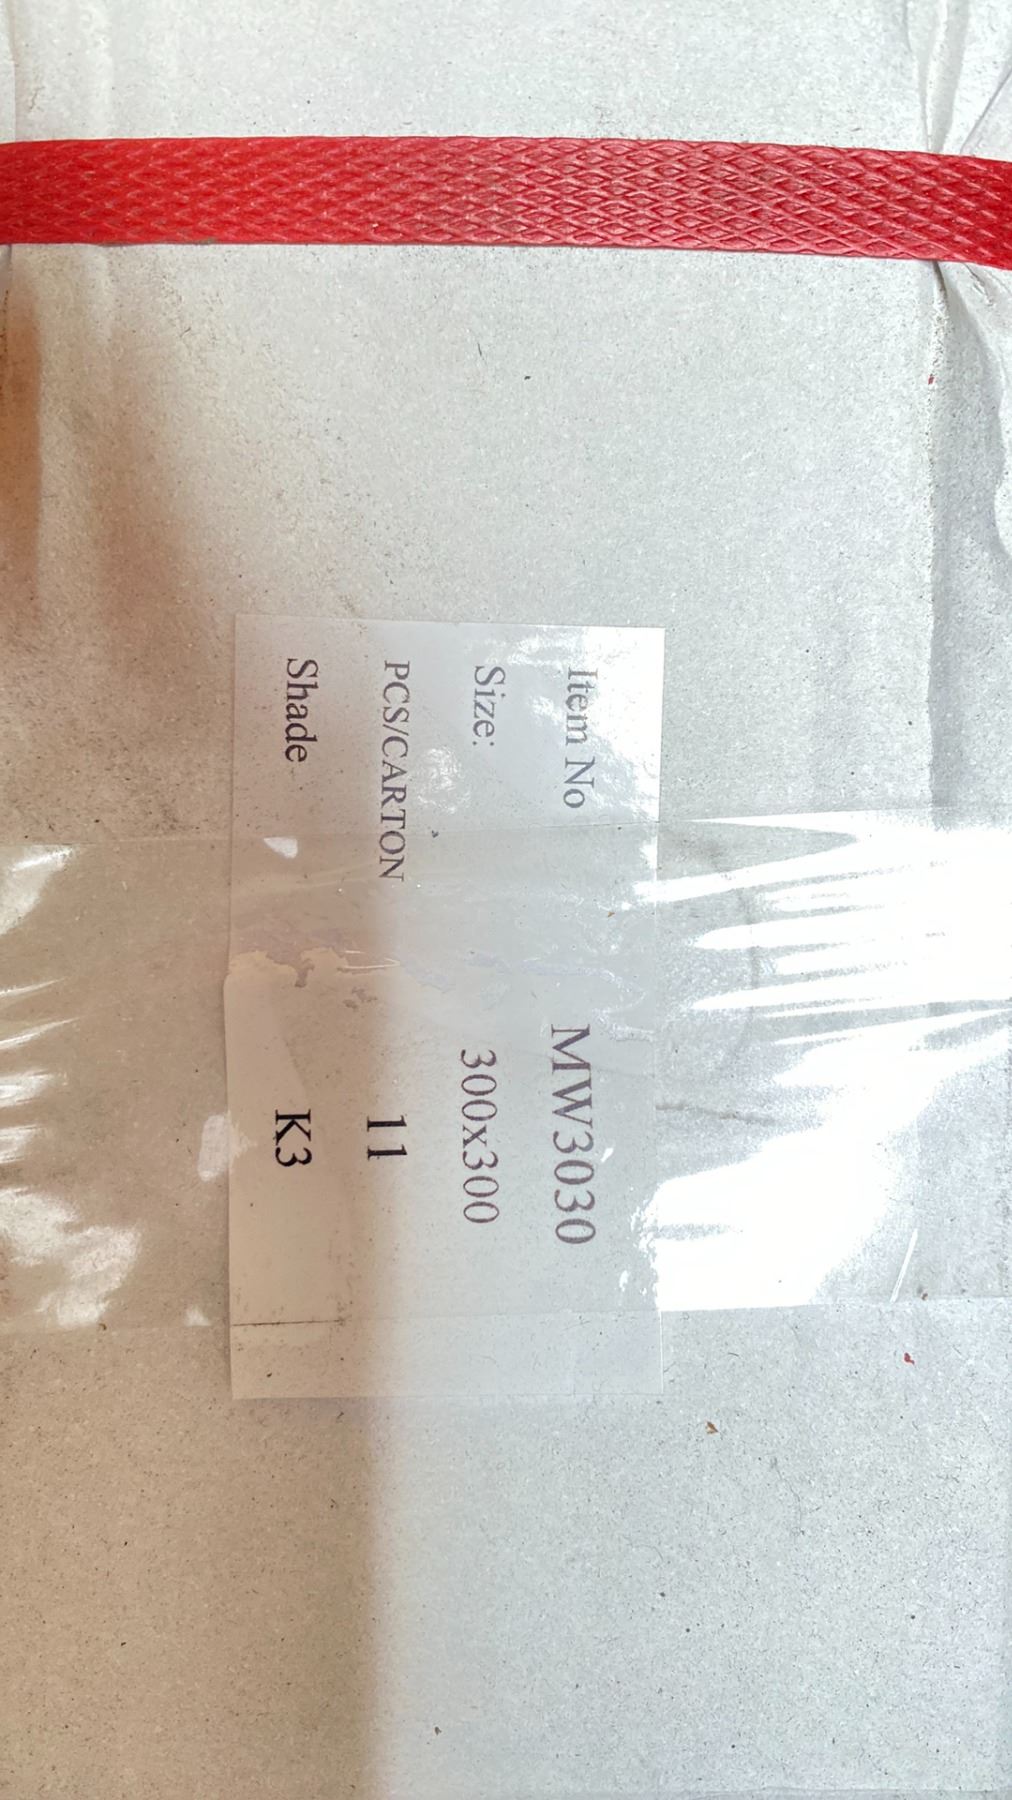 Item No MW3030
Size: 300x300
PCS/CARTON 11
Shade K3